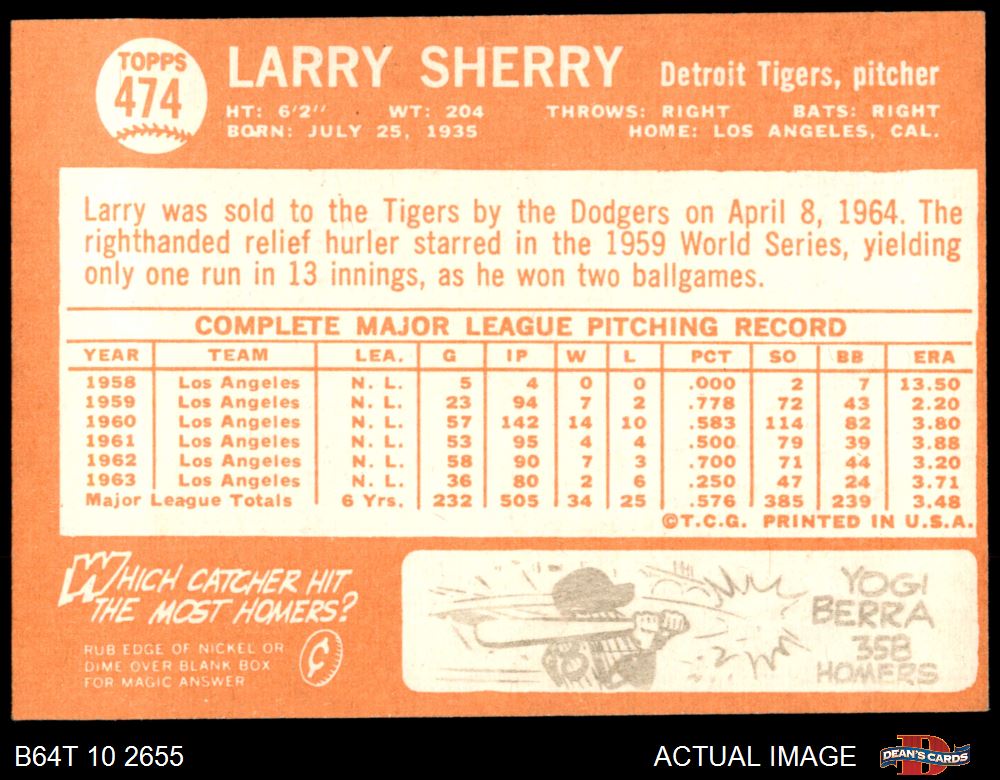 TOPPS
474
LARRY SHERRY Detroit Tigers, pitcher
HT: 6'2" WT: 204 THROWS: RIGHT BATS: RIGHT
BORN: JULY 25, 1935 HOME: LOS ANGELES, CAL.
Larry was sold to the Tigers by the Dodgers on April 8, 1964. The
righthanded relief hurler starred in the 1959 World Series, yielding
only one run in 13 innings, as he won two ballgames.
COMPLETE MAJOR LEAGUE PITCHING RECORD
YEAR TEAM LEA. G IP W L PCT SO BB ERA
1958 Los Angeles N. L. 5 4 0 0 .000 2 7 13.50
1959 Los Angeles N. L. 23 94 7 2 .778 72 43 2.20
1960 Los Angeles N. L. 57 142 14 10 .583 114 82 3.80
1961 Los Angeles N. L. 53 95 4 4 .500 79 39 3.88
1962 Los Angeles N. L. 58 90 7 3 .700 71 44 3.20
1963 Los Angeles N. L. 36 80 2 6 .250 47 24 3.71
Major League Totals 6 Yrs. 232 505 34 25 .576 385 239 3.48
©T.C.G. PRINTED IN U.S.A.
WHICH CATCHER HIT
THE MOST HOMERS?
RUB EDGE OF NICKEL OR
DIME OVER BLANK BOX
FOR MAGIC ANSWER
¢
YOGI
BERRA
358
HOMERS
B64T 10 2655 ACTUAL IMAGE
D
DEAN'S CARDS